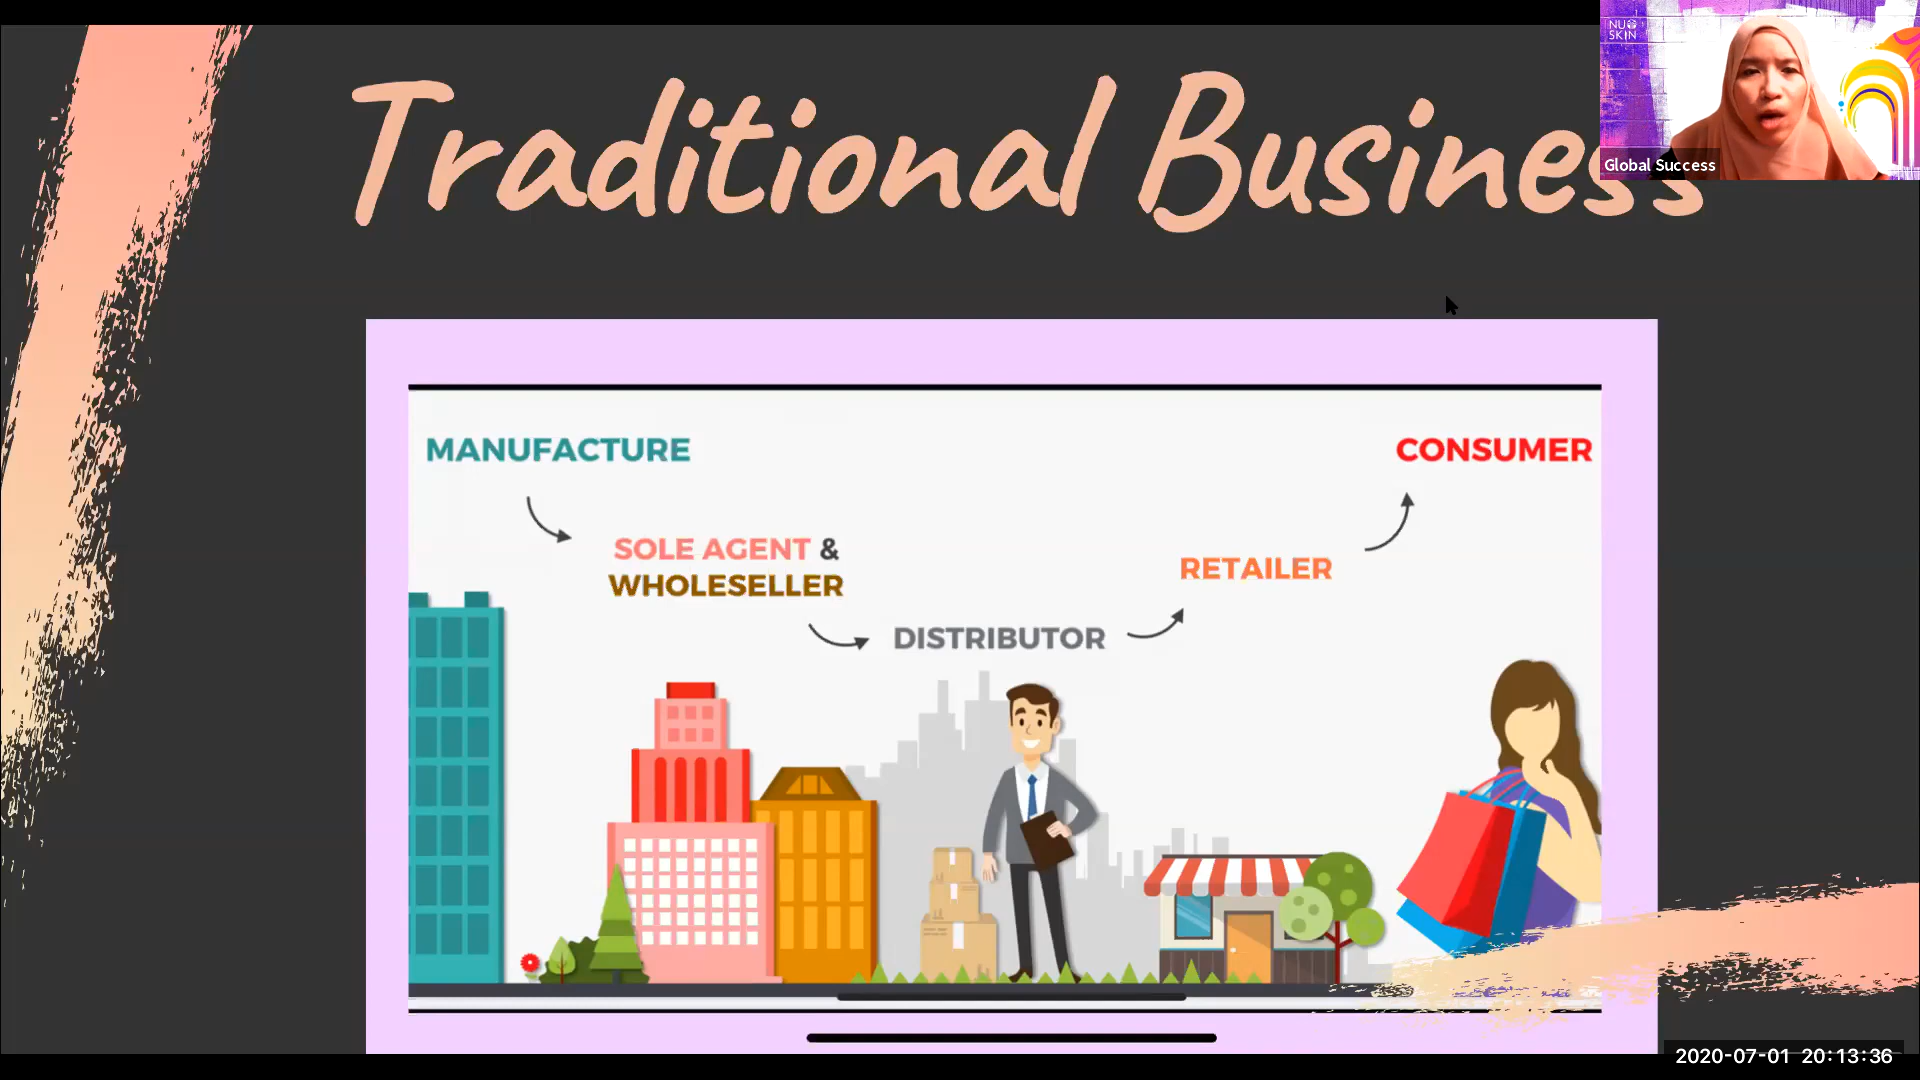 Traditional Business
NU
SKIN
Global Success
MANUFACTURE
CONSUMER
SOLE AGENT &
WHOLESELLER
RETAILER
DISTRIBUTOR
2020-07-01 20:13:36